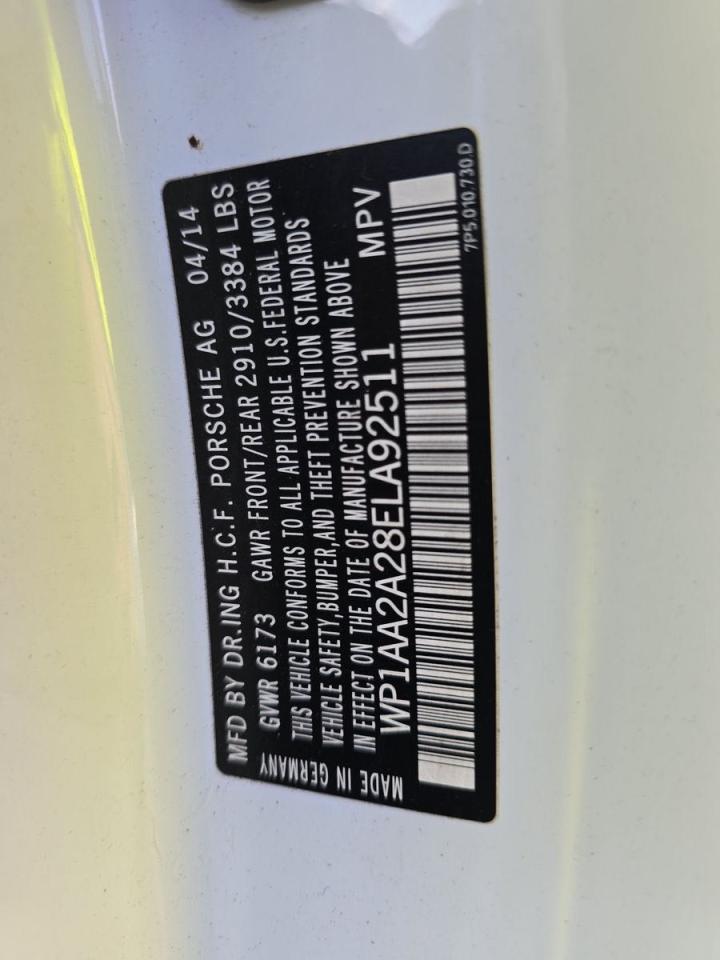 MFD BY DR.ING H.C.F. PORSCHE AG 04/14
GVWR 6173 GAWR FRONT/REAR 2910/3384 LBS
THIS VEHICLE CONFORMS TO ALL APPLICABLE U.S.FEDERAL MOTOR
VEHICLE SAFETY,BUMPER,AND THEFT PREVENTION STANDARDS
IN EFFECT ON THE DATE OF MANUFACTURE SHOWN ABOVE
WP1AA2A28ELA92511 MPV
MADE IN GERMANY
7P5.010.730.D